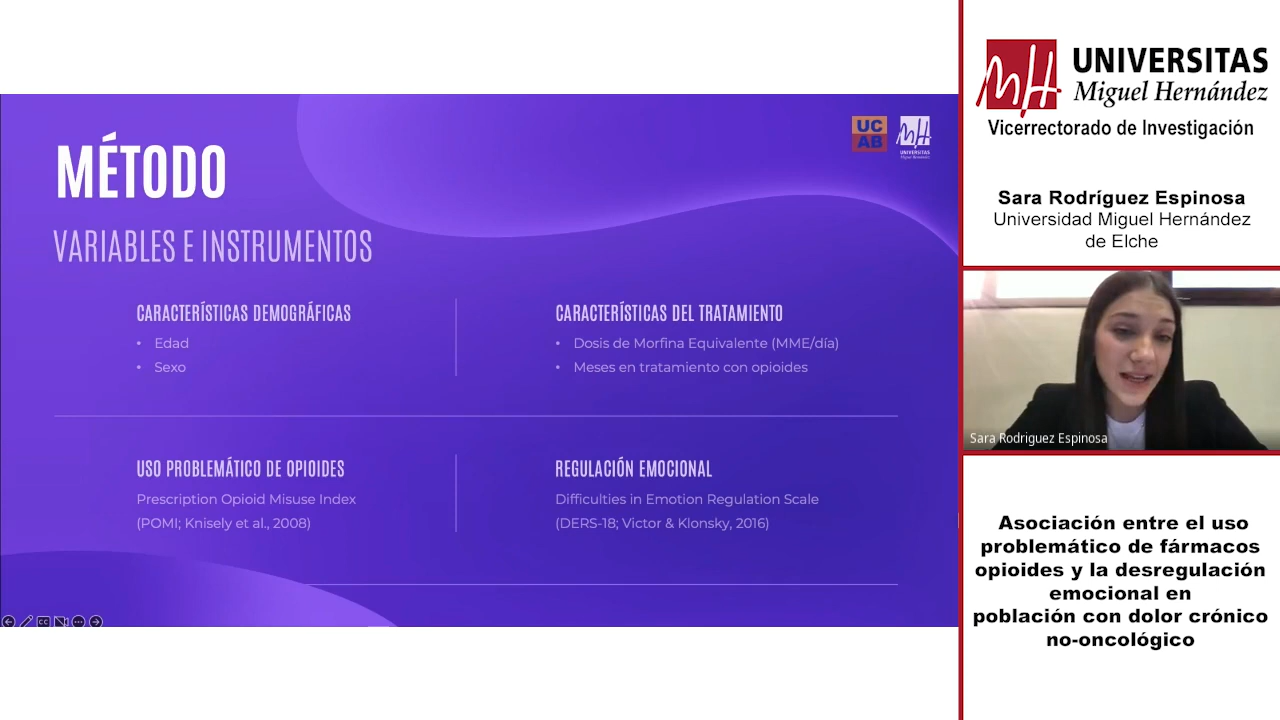 MÉTODO
VARIABLES E INSTRUMENTOS
UC
AB
UNIVERSITAS
Miguel Hernández
CARACTERÍSTICAS DEMOGRÁFICAS
• Edad
• Sexo
CARACTERÍSTICAS DEL TRATAMIENTO
• Dosis de Morfina Equivalente (MME/día)
• Meses en tratamiento con opioides
USO PROBLEMÁTICO DE OPIOIDES
Prescription Opioid Misuse Index
(POMI; Knisely et al., 2008)
REGULACIÓN EMOCIONAL
Difficulties in Emotion Regulation Scale
(DERS-18; Victor & Klonsky, 2016)
UNIVERSITAS
Miguel Hernández
Vicerrectorado de Investigación
Sara Rodríguez Espinosa
Universidad Miguel Hernández
de Elche
Sara Rodriguez Espinosa
Asociación entre el uso
problemático de fármacos
opioides y la desregulación
emocional en
población con dolor crónico
no-oncológico